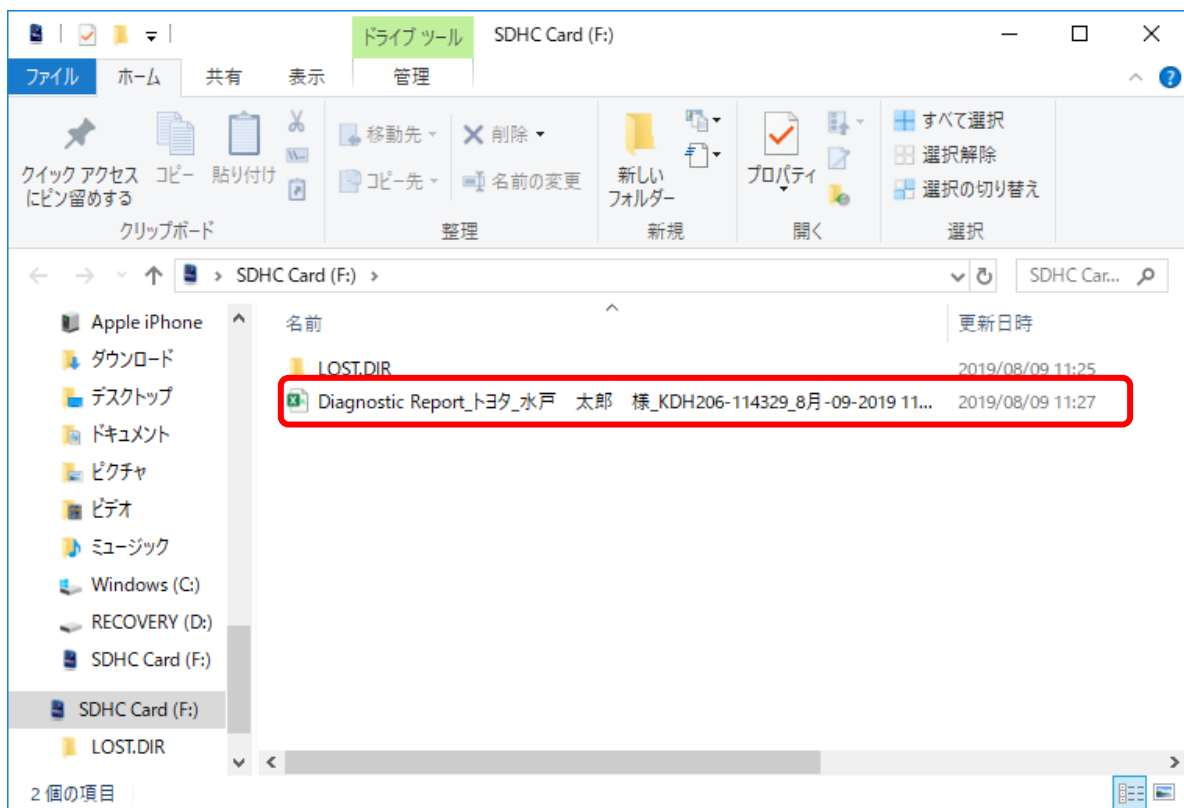 ドライブ ツール SDHC Card (F:)
ファイル ホーム 共有 表示 管理
クイック アクセス
にピン留めする
コピー
貼り付け
クリップボード
移動先
コピー先
削除
名前の変更
整理
新しい
フォルダー
新規
プロパティ
開く
すべて選択
選択解除
選択の切り替え
選択
SDHC Card (F:)
SDHC Car...
Apple iPhone
ダウンロード
デスクトップ
ドキュメント
ピクチャ
ビデオ
ミュージック
Windows (C:)
RECOVERY (D:)
SDHC Card (F:)
SDHC Card (F:)
LOST.DIR
名前 更新日時
LOST.DIR 2019/08/09 11:25
Diagnostic Report_トヨタ_水戸　太郎　様_KDH206-114329_8月-09-2019 11... 2019/08/09 11:27
2 個の項目